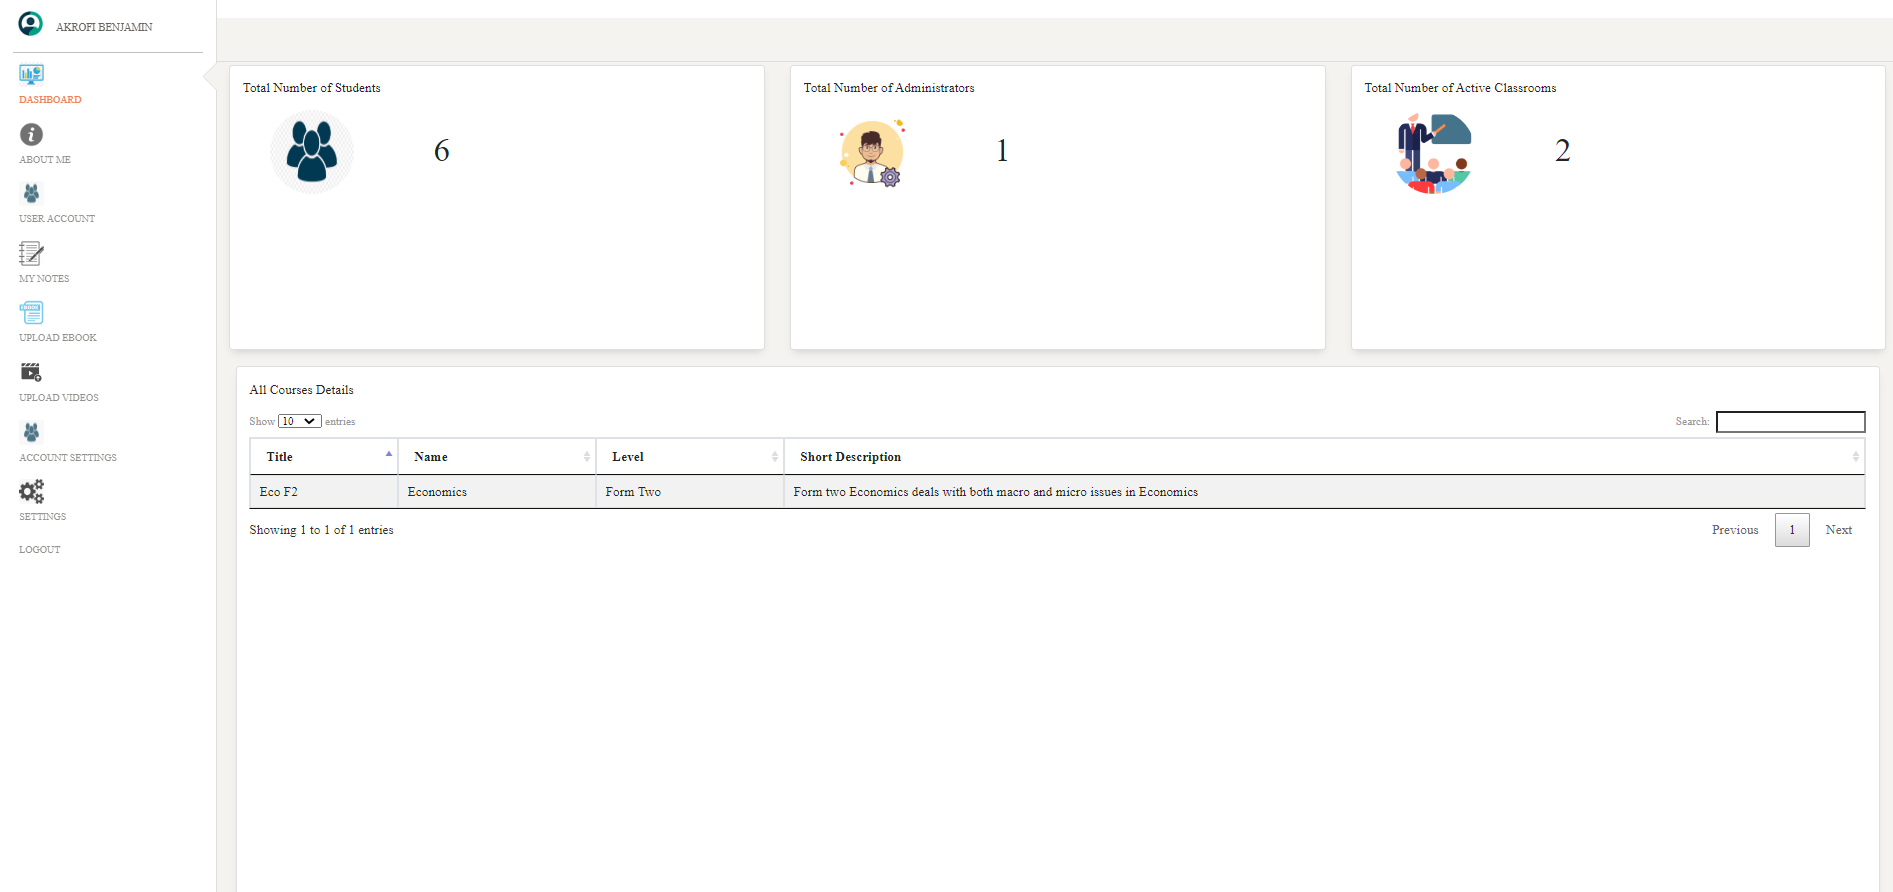 AKROFI BENJAMIN
DASHBOARD
ABOUT ME
USER ACCOUNT
MY NOTES
UPLOAD EBOOK
UPLOAD VIDEOS
ACCOUNT SETTINGS
SETTINGS
LOGOUT
Total Number of Students
6
Total Number of Administrators
1
Total Number of Active Classrooms
2
All Courses Details
Show 10 entries
Search:
Title Name Level Short Description
Eco F2 Economics Form Two Form two Economics deals with both macro and micro issues in Economics
Showing 1 to 1 of 1 entries
Previous 1 Next